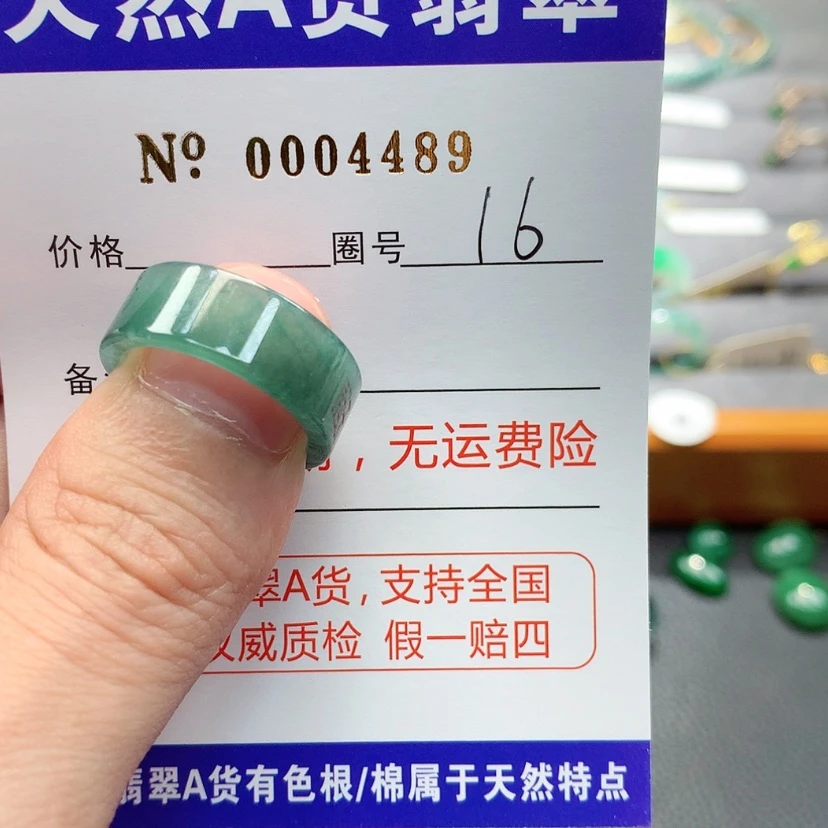 天然A货翡翠
Nº 0004489
价格 圈号 16
备
，无运费险
翠A货，支持全国
权威质检 假一赔四
翡翠A货有色根/棉属于天然特点